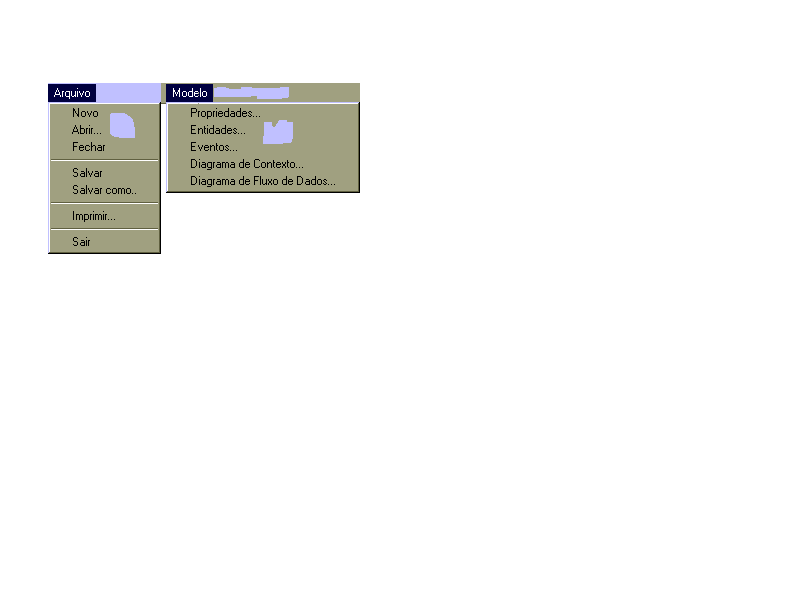 Arquivo
Novo
Abrir...
Fechar
Salvar
Salvar como..
Imprimir...
Sair
Modelo
Propriedades...
Entidades...
Eventos...
Diagrama de Contexto...
Diagrama de Fluxo de Dados...